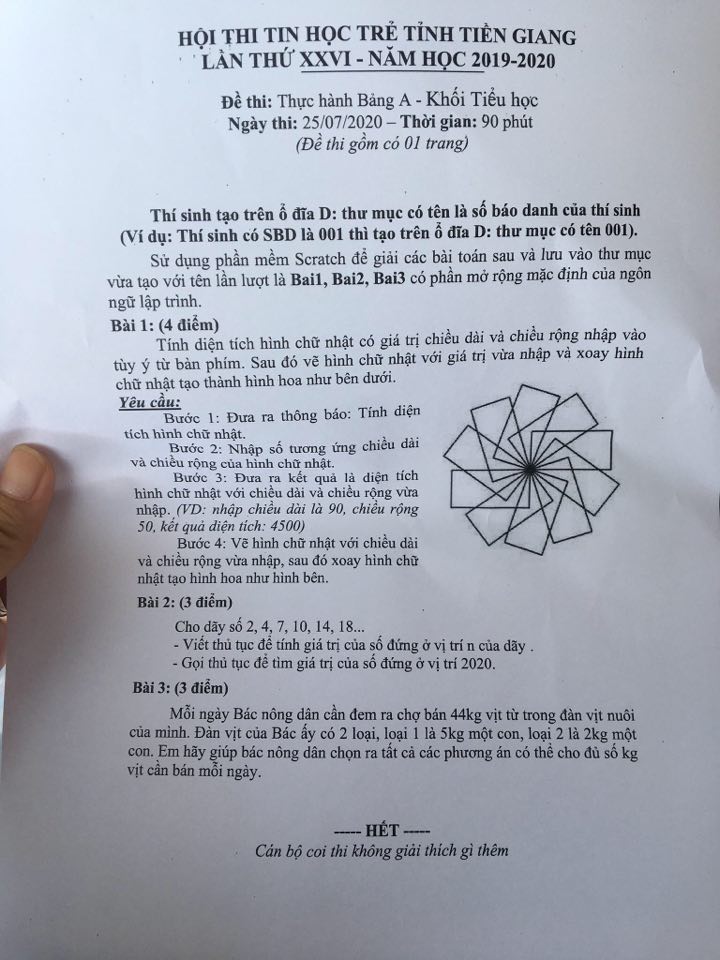 HỘI THI TIN HỌC TRẺ TỈNH TIỀN GIANG
LẦN THỨ XXVI - NĂM HỌC 2019-2020
Đề thi: Thực hành Bảng A - Khối Tiểu học
Ngày thi: 25/07/2020 – Thời gian: 90 phút
(Đề thi gồm có 01 trang)
Thí sinh tạo trên ổ đĩa D: thư mục có tên là số báo danh của thí sinh
(Ví dụ: Thí sinh có SBD là 001 thì tạo trên ổ đĩa D: thư mục có tên 001).
Sử dụng phần mềm Scratch để giải các bài toán sau và lưu vào thư mục
vừa tạo với tên lần lượt là Bai1, Bai2, Bai3 có phần mở rộng mặc định của ngôn
ngữ lập trình.
Bài 1: (4 điểm)
Tính diện tích hình chữ nhật có giá trị chiều dài và chiều rộng nhập vào
tùy ý từ bàn phím. Sau đó vẽ hình chữ nhật với giá trị vừa nhập và xoay hình
chữ nhật tạo thành hình hoa như bên dưới.
Yêu cầu:
Bước 1: Đưa ra thông báo: Tính diện
tích hình chữ nhật.
Bước 2: Nhập số tương ứng chiều dài
và chiều rộng của hình chữ nhật.
Bước 3: Đưa ra kết quả là diện tích
hình chữ nhật với chiều dài và chiều rộng vừa
nhập. (VD: nhập chiều dài là 90, chiều rộng
50, kết quả diện tích: 4500)
Bước 4: Vẽ hình chữ nhật với chiều dài
và chiều rộng vừa nhập, sau đó xoay hình chữ
nhật tạo hình hoa như hình bên.
Bài 2: (3 điểm)
Cho dãy số 2, 4, 7, 10, 14, 18...
- Viết thủ tục để tính giá trị của số đứng ở vị trí n của dãy .
- Gọi thủ tục để tìm giá trị của số đứng ở vị trí 2020.
Bài 3: (3 điểm)
Mỗi ngày Bác nông dân cần đem ra chợ bán 44kg vịt từ trong đàn vịt nuôi
của mình. Đàn vịt của Bác ấy có 2 loại, loại 1 là 5kg một con, loại 2 là 2kg một
con. Em hãy giúp bác nông dân chọn ra tất cả các phương án có thể cho đủ số kg
vịt cần bán mỗi ngày.
----- HẾT -----
Cán bộ coi thi không giải thích gì thêm